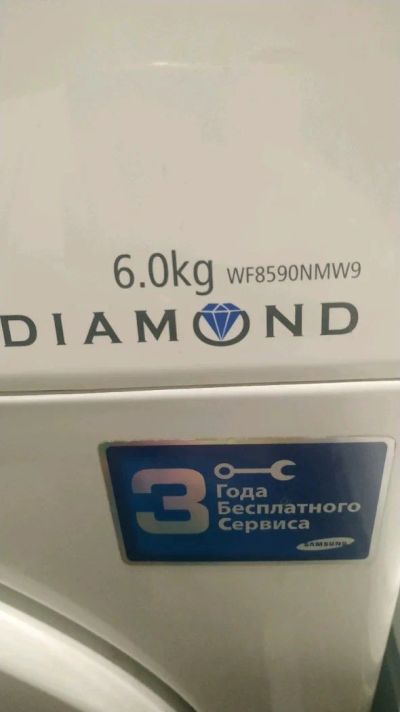 6.0kg WF8590NMW9
DIAMOND
3 Года
Бесплатного
Сервиса
SAMSUNG